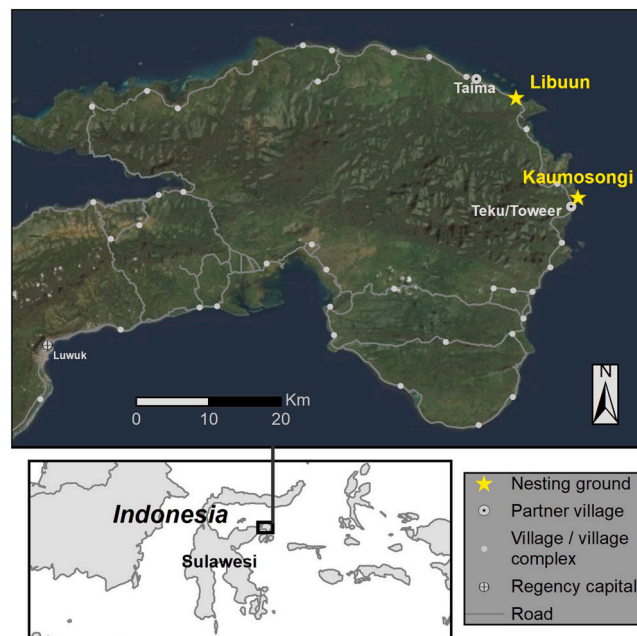 Libuun
Taima
Kaumosongi
Teku/Toweer
Luwuk
Km
0 10 20
N
Indonesia
Sulawesi
Nesting ground
Partner village
Village / village
complex
Regency capital
Road